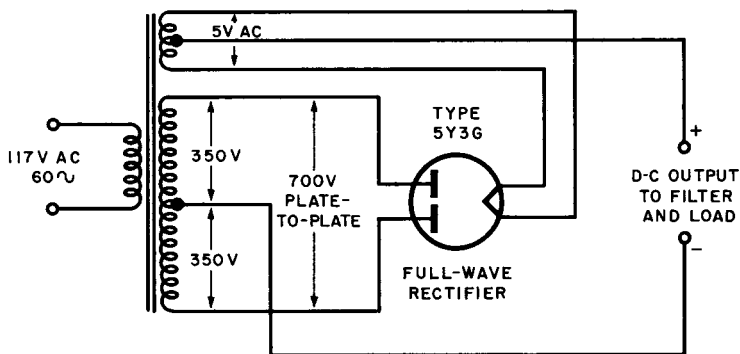 5V AC
117V AC
60∿
350V
350V
700V
PLATE-
TO-PLATE
TYPE
5Y3G
FULL-WAVE
RECTIFIER
+
D-C OUTPUT
TO FILTER
AND LOAD
−